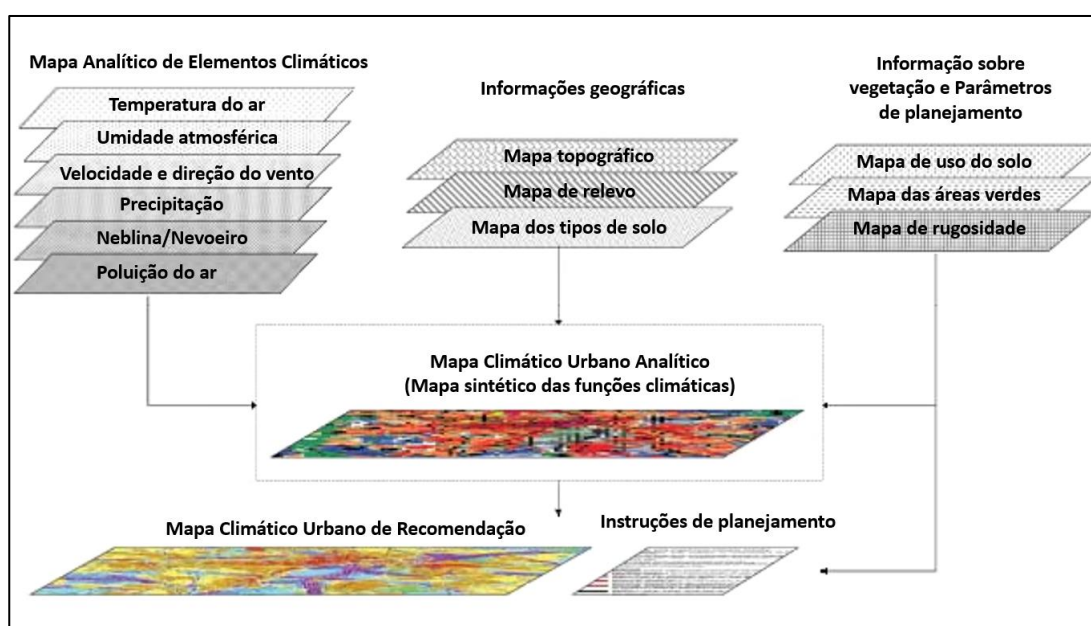 Mapa Analítico de Elementos Climáticos
Temperatura do ar
Umidade atmosférica
Velocidade e direção do vento
Precipitação
Neblina/Nevoeiro
Poluição do ar
Informações geográficas
Mapa topográfico
Mapa de relevo
Mapa dos tipos de solo
Informação sobre
vegetação e Parâmetros
de planejamento
Mapa de uso do solo
Mapa das áreas verdes
Mapa de rugosidade
Mapa Climático Urbano Analítico
(Mapa sintético das funções climáticas)
Mapa Climático Urbano de Recomendação
Instruções de planejamento